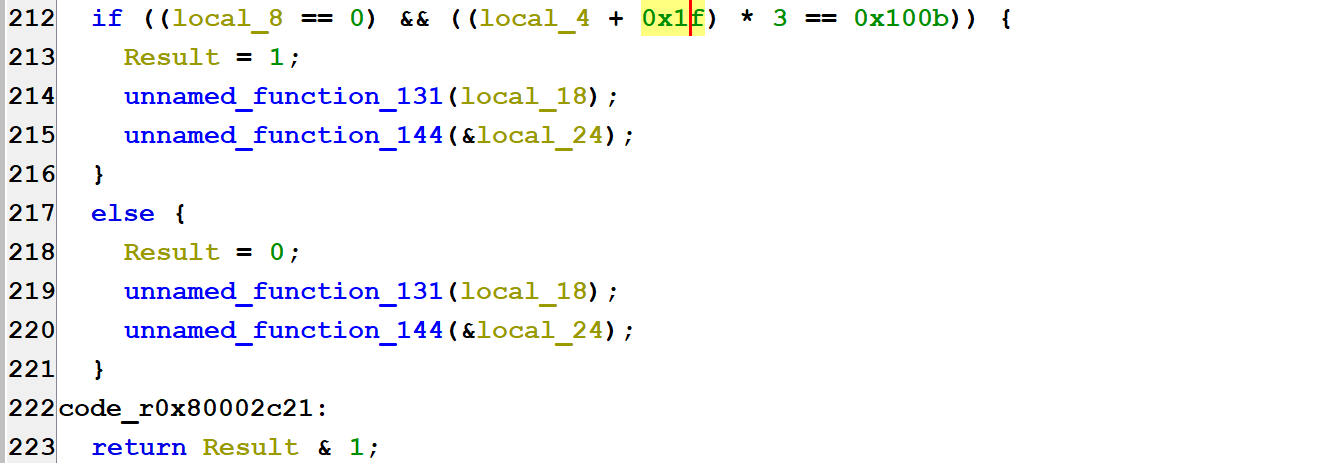 212 if ((local_8 == 0) && ((local_4 + 0x1f) * 3 == 0x100b)) {
213 Result = 1;
214 unnamed_function_131(local_18);
215 unnamed_function_144(&local_24);
216 }
217 else {
218 Result = 0;
219 unnamed_function_131(local_18);
220 unnamed_function_144(&local_24);
221 }
222 code_r0x80002c21:
223 return Result & 1;